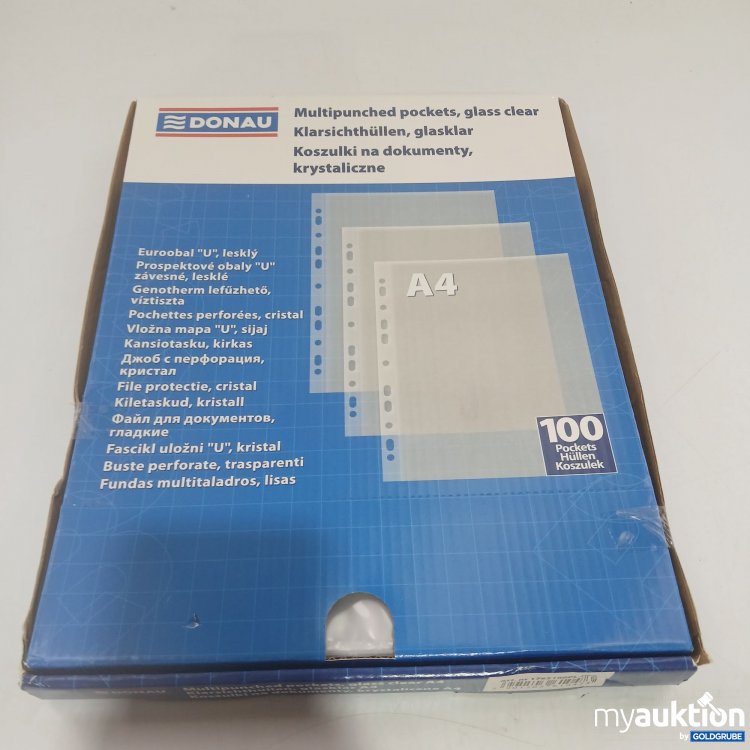 DONAU
Multipunched pockets, glass clear
Klarsichthüllen, glasklar
Koszulki na dokumenty,
krystaliczne
Euroobal "U", lesklý
Prospektové obaly "U"
závesné, lesklé
Genotherm lefűzhető,
víztiszta
Pochettes perforées, cristal
Vložna mapa "U", sijaj
Kansiotasku, kirkas
Джоб с перфорация,
кристал
File protectie, cristal
Kiletaskud, kristall
Файл для документов,
гладкие
Fascikl uložni "U", kristal
Buste perforate, trasparenti
Fundas multitaladros, lisas
A4
100
Pockets
Hüllen
Koszulek
DONAU
Multipunched
myauktion
by GOLDGRUBE